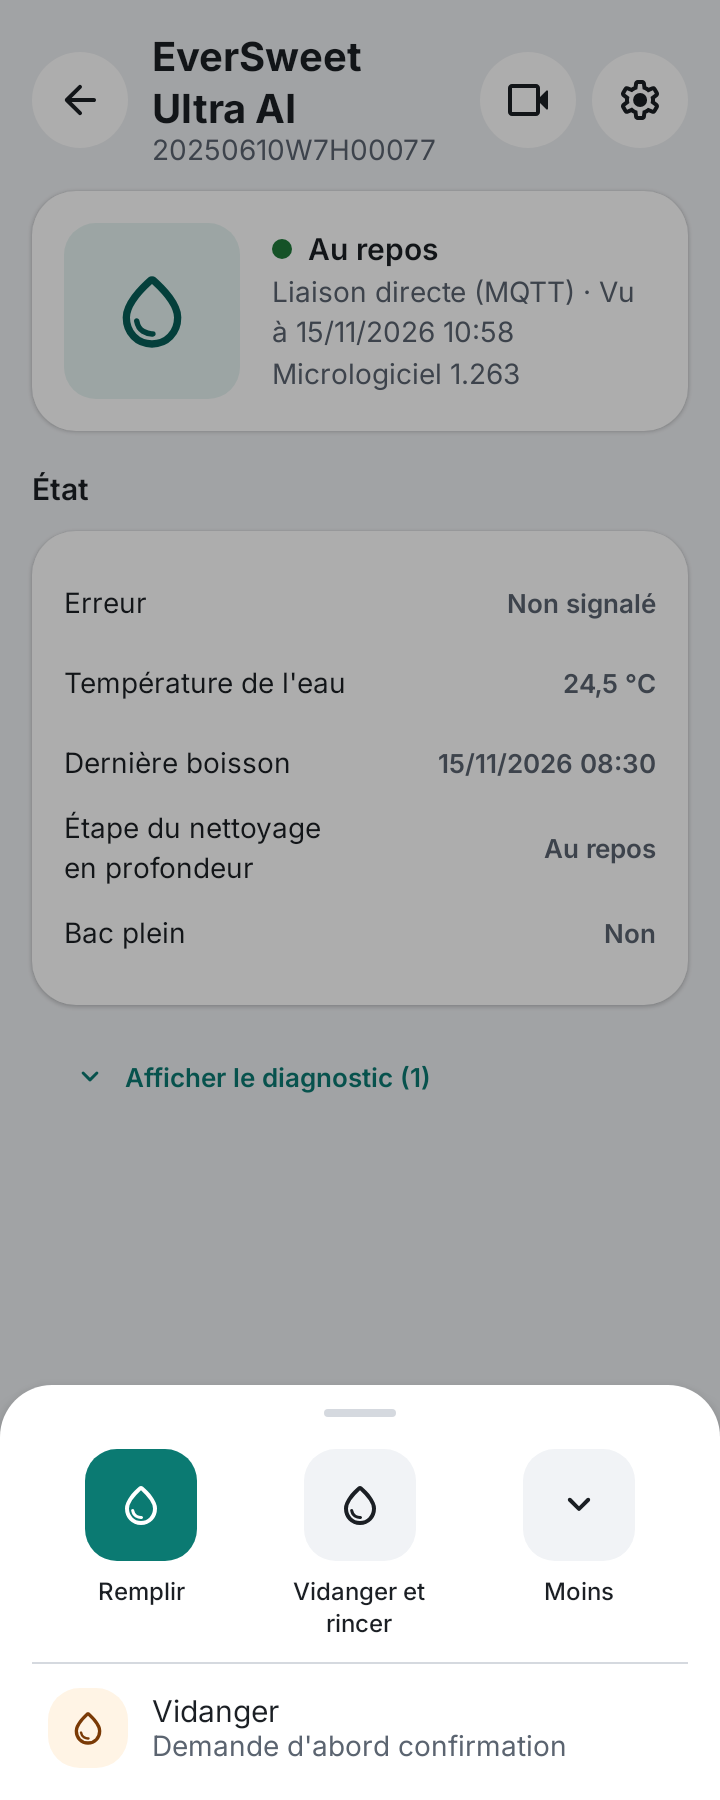 EverSweet
Ultra AI
20250610W7H00077
Au repos
Liaison directe (MQTT) · Vu
à 15/11/2026 10:58
Micrologiciel 1.263
État
Erreur
Non signalé
Température de l'eau
24,5 °C
Dernière boisson
15/11/2026 08:30
Étape du nettoyage
en profondeur
Au repos
Bac plein
Non
Afficher le diagnostic (1)
Remplir
Vidanger et
rincer
Moins
Vidanger
Demande d'abord confirmation